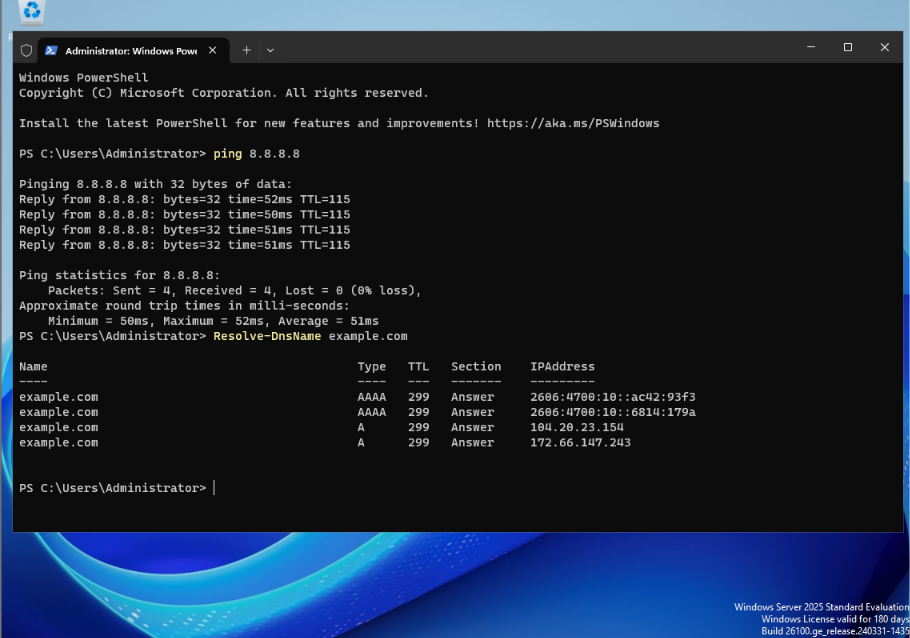 Administrator: Windows Powe
Windows PowerShell
Copyright (C) Microsoft Corporation. All rights reserved.
Install the latest PowerShell for new features and improvements! https://aka.ms/PSWindows
PS C:\Users\Administrator> ping 8.8.8.8
Pinging 8.8.8.8 with 32 bytes of data:
Reply from 8.8.8.8: bytes=32 time=52ms TTL=115
Reply from 8.8.8.8: bytes=32 time=50ms TTL=115
Reply from 8.8.8.8: bytes=32 time=51ms TTL=115
Reply from 8.8.8.8: bytes=32 time=51ms TTL=115
Ping statistics for 8.8.8.8:
    Packets: Sent = 4, Received = 4, Lost = 0 (0% loss),
Approximate round trip times in milli-seconds:
    Minimum = 50ms, Maximum = 52ms, Average = 51ms
PS C:\Users\Administrator> Resolve-DnsName example.com
Name Type TTL Section IPAddress
---- ---- --- ------- ---------
example.com AAAA 299 Answer 2606:4700:10::ac42:93f3
example.com AAAA 299 Answer 2606:4700:10::6814:179a
example.com A 299 Answer 104.20.23.154
example.com A 299 Answer 172.66.147.243
PS C:\Users\Administrator>
Windows Server 2025 Standard Evaluation
Windows License valid for 180 days
Build 26100.ge_release.240331-1435